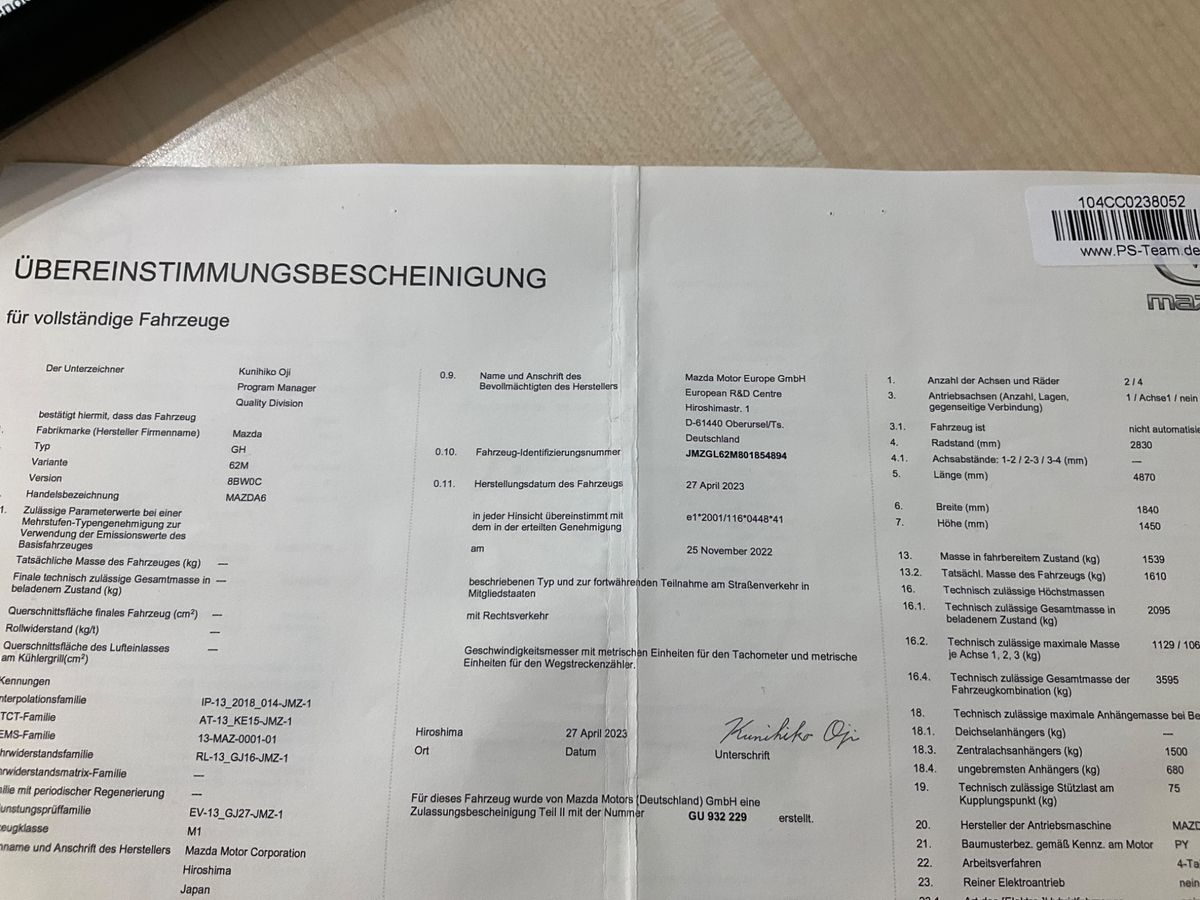 104CC0238052
www.PS-Team.de
ÜBEREINSTIMMUNGSBESCHEINIGUNG
für vollständige Fahrzeuge
Der Unterzeichner Kunihiko Oji
Program Manager
Quality Division
bestätigt hiermit, dass das Fahrzeug
Fabrikmarke (Hersteller Firmenname) Mazda
Typ GH
Variante 62M
Version 8BW0C
Handelsbezeichnung MAZDA6
1. Zulässige Parameterwerte bei einer
Mehrstufen-Typengenehmigung zur
Verwendung der Emissionswerte des
Basisfahrzeuges
Tatsächliche Masse des Fahrzeuges (kg) —
Finale technisch zulässige Gesamtmasse in —
beladenem Zustand (kg)
Querschnittsfläche finales Fahrzeug (cm²) —
Rollwiderstand (kg/t) —
Querschnittsfläche des Lufteinlasses —
am Kühlergrill(cm²)
Kennungen
nterpolationsfamilie IP-13_2018_014-JMZ-1
TCT-Familie AT-13_KE15-JMZ-1
EMS-Familie 13-MAZ-0001-01
hrwiderstandsfamilie RL-13_GJ16-JMZ-1
hrwiderstandsmatrix-Familie —
milie mit periodischer Regenerierung —
unstungsprüffamilie EV-13_GJ27-JMZ-1
zeugklasse M1
nname und Anschrift des Herstellers Mazda Motor Corporation
Hiroshima
Japan
0.9. Name und Anschrift des Mazda Motor Europe GmbH
Bevollmächtigten des Herstellers European R&D Centre
Hiroshimastr. 1
D-61440 Oberursel/Ts.
Deutschland
0.10. Fahrzeug-Identifizierungsnummer JMZGL62M801854894
0.11. Herstellungsdatum des Fahrzeugs 27 April 2023
in jeder Hinsicht übereinstimmt mit e1*2001/116*0448*41
dem in der erteilten Genehmigung
am 25 November 2022
beschriebenen Typ und zur fortwährenden Teilnahme am Straßenverkehr in
Mitgliedstaaten
mit Rechtsverkehr
Geschwindigkeitsmesser mit metrischen Einheiten für den Tachometer und metrische
Einheiten für den Wegstreckenzähler.
Hiroshima 27 April 2023 Kunihiko Oji
Ort Datum Unterschrift
Für dieses Fahrzeug wurde von Mazda Motors (Deutschland) GmbH eine
Zulassungsbescheinigung Teil II mit der Nummer GU 932 229 erstellt.
maz
1. Anzahl der Achsen und Räder 2 / 4
3. Antriebsachsen (Anzahl, Lagen, 1 / Achse1 / nein
gegenseitige Verbindung)
3.1. Fahrzeug ist nicht automatisie
4. Radstand (mm) 2830
4.1. Achsabstände: 1-2 / 2-3 / 3-4 (mm) —
5. Länge (mm) 4870
6. Breite (mm) 1840
7. Höhe (mm) 1450
13. Masse in fahrbereitem Zustand (kg) 1539
13.2. Tatsächl. Masse des Fahrzeugs (kg) 1610
16. Technisch zulässige Höchstmassen
16.1. Technisch zulässige Gesamtmasse in 2095
beladenem Zustand (kg)
16.2. Technisch zulässige maximale Masse 1129 / 106
je Achse 1, 2, 3 (kg)
16.4. Technisch zulässige Gesamtmasse der 3595
Fahrzeugkombination (kg)
18. Technisch zulässige maximale Anhängemasse bei Be
18.1. Deichselanhängers (kg) —
18.3. Zentralachsanhängers (kg) 1500
18.4. ungebremsten Anhängers (kg) 680
19. Technisch zulässige Stützlast am 75
Kupplungspunkt (kg)
20. Hersteller der Antriebsmaschine MAZD
21. Baumusterbez. gemäß Kennz. am Motor PY
22. Arbeitsverfahren 4-Ta
23. Reiner Elektroantrieb nein